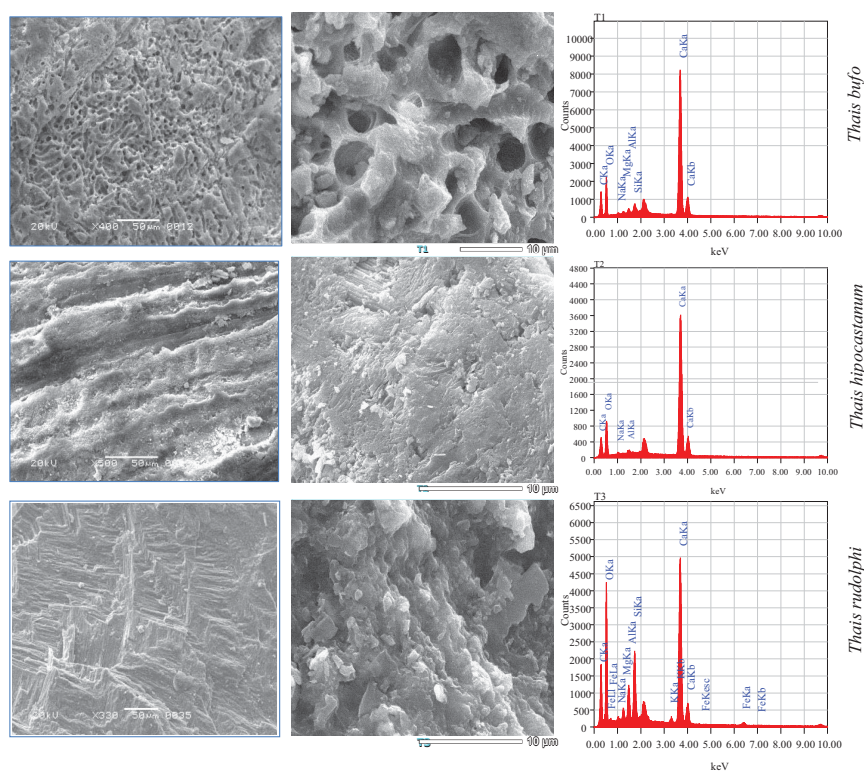 20kU X400 50µm 0012
T1 10 µm
T1
10000
9000
8000
7000
6000
5000
4000
3000
2000
1000
0
Counts
CKa OKa NaKa MgKa AlKa SiKa CaKa CaKb
0.00 1.00 2.00 3.00 4.00 5.00 6.00 7.00 8.00 9.00 10.00
keV
Thais bufo
20kU 50µm
10 µm
T2
4800
4400
4000
3600
3200
2800
2400
2000
1600
1200
800
400
0
Counts
CKa OKa NaKa AlKa CaKa CaKb
0.00 1.00 2.00 3.00 4.00 5.00 6.00 7.00 8.00 9.00 10.00
keV
Thais hipocastanum
X330 50µm 0035
T3 10 µm
T3
6500
6000
5500
5000
4500
4000
3500
3000
2500
2000
1500
1000
500
0
Counts
CKa OKa FeLl FeLa NaKa MgKa AlKa SiKa KKa KKb CaKa CaKb FeKesc FeKa FeKb
0.00 1.00 2.00 3.00 4.00 5.00 6.00 7.00 8.00 9.00 10.00
keV
Thais rudolphi